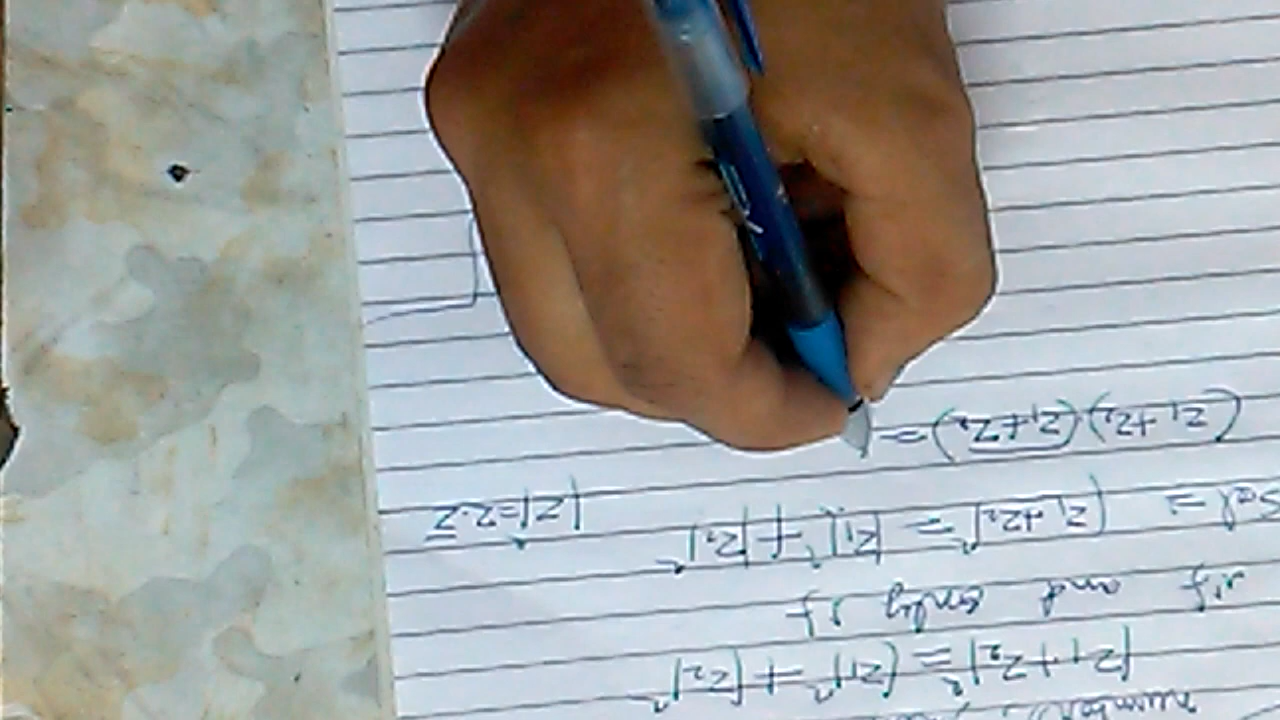 number
|z1+z2|² = |z1|² + |z2|²
if and only if
Sol = |z1+z2|² = |z1|² + |z2|² |z|²=z.z̅
(z1+z2)(z̅1+z̅2) =